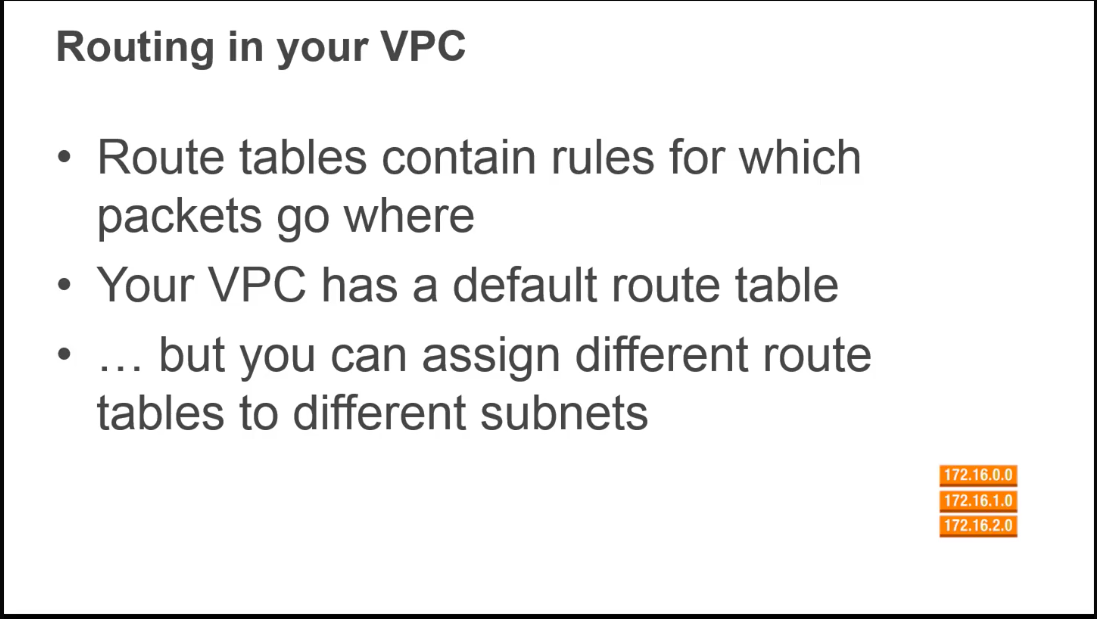 Routing in your VPC
• Route tables contain rules for which
packets go where
• Your VPC has a default route table
• … but you can assign different route
tables to different subnets
172.16.0.0
172.16.1.0
172.16.2.0